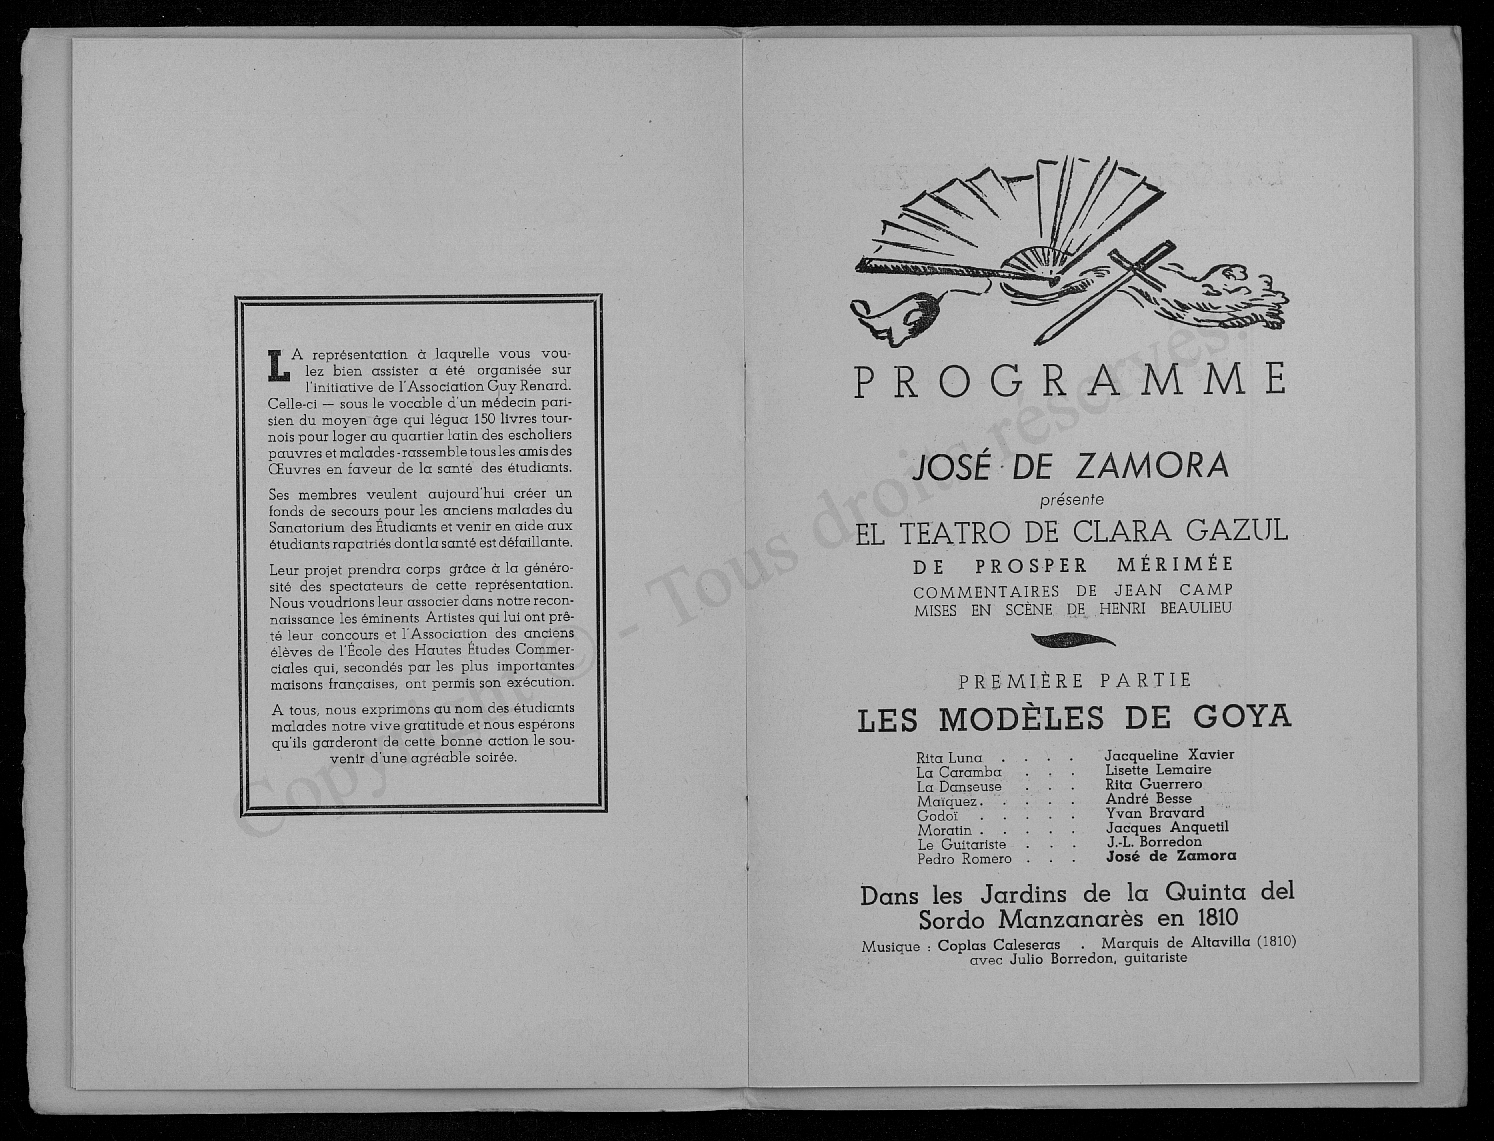 LA représentation à laquelle vous vou-
lez bien assister a été organisée sur
l'initiative de l'Association Guy Renard.
Celle-ci — sous le vocable d'un médecin pari-
sien du moyen âge qui légua 150 livres tour-
nois pour loger au quartier latin des escholiers
pauvres et malades - rassemble tous les amis des
Œuvres en faveur de la santé des étudiants.
Ses membres veulent aujourd'hui créer un
fonds de secours pour les anciens malades du
Sanatorium des Étudiants et venir en aide aux
étudiants rapatriés dont la santé est défaillante.
Leur projet prendra corps grâce à la généro-
sité des spectateurs de cette représentation.
Nous voudrions leur associer dans notre recon-
naissance les éminents Artistes qui lui ont prê-
té leur concours et l'Association des anciens
élèves de l'École des Hautes Études Commer-
ciales qui, secondés par les plus importantes
maisons françaises, ont permis son exécution.
A tous, nous exprimons au nom des étudiants
malades notre vive gratitude et nous espérons
qu'ils garderont de cette bonne action le sou-
venir d'une agréable soirée.
PROGRAMME
JOSÉ DE ZAMORA
présente
EL TEATRO DE CLARA GAZUL
DE PROSPER MÉRIMÉE
COMMENTAIRES DE JEAN CAMP
MISES EN SCÈNE DE HENRI BEAULIEU
PREMIÈRE PARTIE
LES MODÈLES DE GOYA
Rita Luna . . . . Jacqueline Xavier
La Caramba . . . Lisette Lemaire
La Danseuse . . . Rita Guerrero
Maïquez . . . . . André Besse
Godoï . . . . . Yvan Bravard
Moratin . . . . . Jacques Anquetil
Le Guitariste . . . J.-L. Borredon
Pedro Romero . . . José de Zamora
Dans les Jardins de la Quinta del
Sordo Manzanarès en 1810
Musique : Coplas Caleseras . Marquis de Altavilla (1810)
avec Julio Borredon, guitariste
Copyright © - Tous droits réservés.